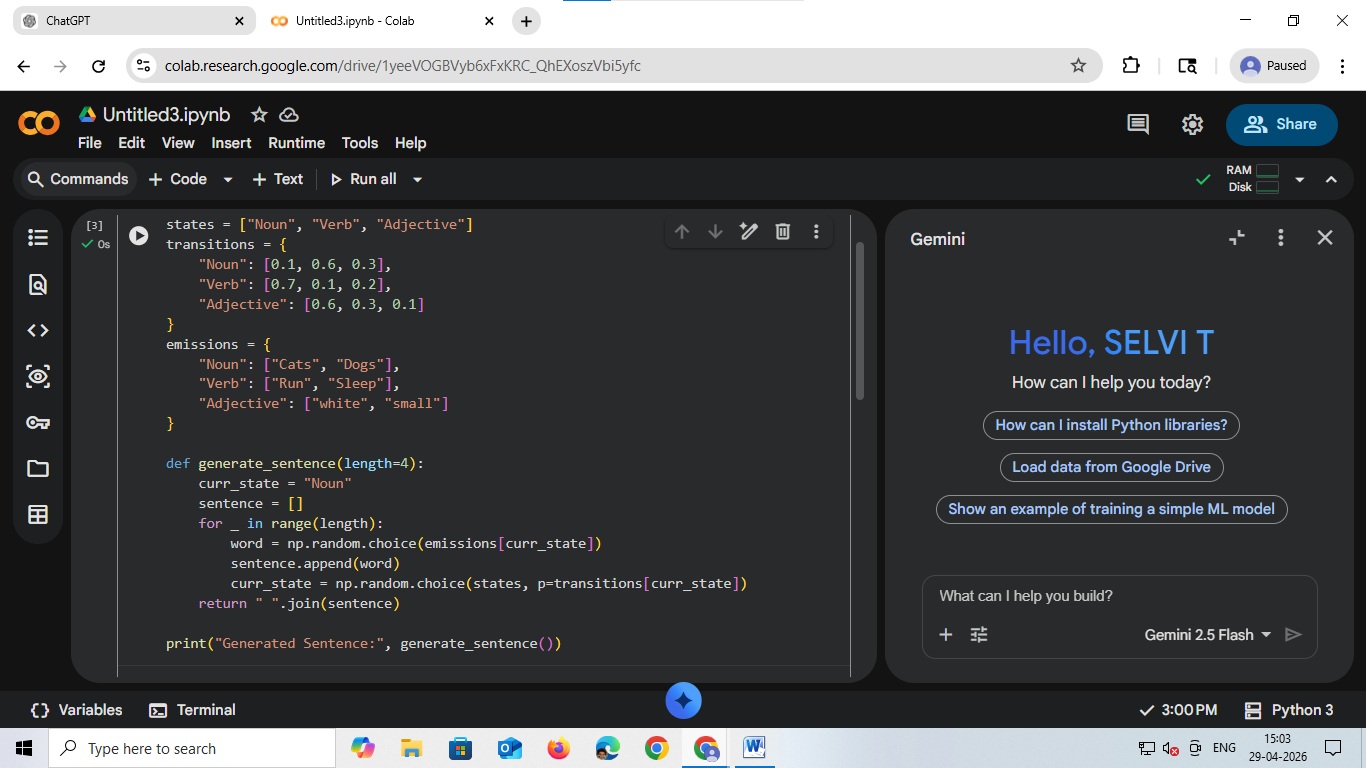 ChatGPT
Untitled3.ipynb - Colab
colab.research.google.com/drive/1yeeVOGBVyb6xFxKRC_QhEXoszVbi5yfc
Paused
CO
Untitled3.ipynb
File Edit View Insert Runtime Tools Help
Share
Commands + Code + Text Run all
RAM
Disk
[3]
0s
states = ["Noun", "Verb", "Adjective"]
transitions = {
    "Noun": [0.1, 0.6, 0.3],
    "Verb": [0.7, 0.1, 0.2],
    "Adjective": [0.6, 0.3, 0.1]
}
emissions = {
    "Noun": ["Cats", "Dogs"],
    "Verb": ["Run", "Sleep"],
    "Adjective": ["white", "small"]
}
def generate_sentence(length=4):
    curr_state = "Noun"
    sentence = []
    for _ in range(length):
        word = np.random.choice(emissions[curr_state])
        sentence.append(word)
        curr_state = np.random.choice(states, p=transitions[curr_state])
    return " ".join(sentence)
print("Generated Sentence:", generate_sentence())
Gemini
Hello, SELVI T
How can I help you today?
How can I install Python libraries?
Load data from Google Drive
Show an example of training a simple ML model
What can I help you build?
Gemini 2.5 Flash
{} Variables Terminal
3:00 PM Python 3
Type here to search
ENG
15:03
29-04-2026